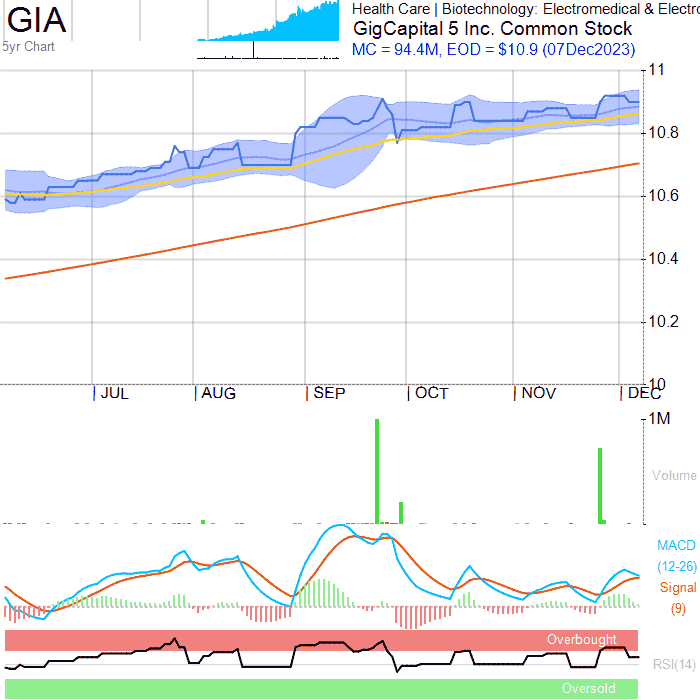 GIA
5yr Chart
Health Care | Biotechnology: Electromedical & Electro
GigCapital 5 Inc. Common Stock
MC = 94.4M, EOD = $10.9 (07Dec2023)
11
10.8
10.6
10.4
10.2
10
JUL AUG SEP OCT NOV DEC
1M
Volume
MACD
(12-26)
Signal
(9)
Overbought
RSI(14)
Oversold